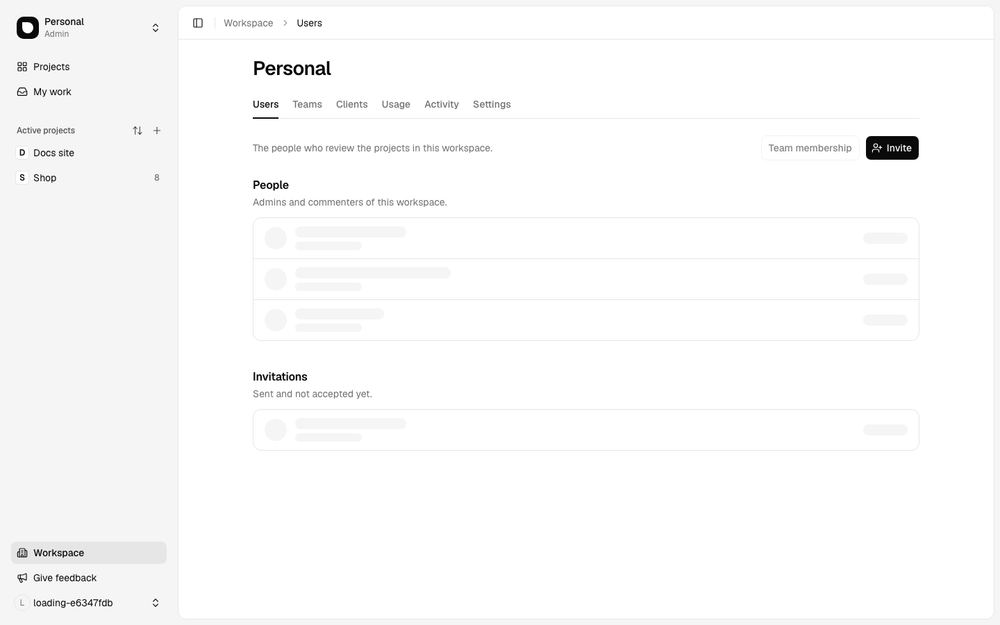 Personal
Admin
Projects
My work
Active projects
D Docs site
S Shop 8
Workspace
Give feedback
L loading-e6347fdb
Workspace > Users
Personal
Users Teams Clients Usage Activity Settings
The people who review the projects in this workspace.
Team membership Invite
People
Admins and commenters of this workspace.
Invitations
Sent and not accepted yet.